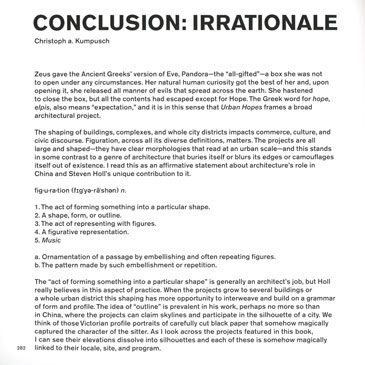 CONCLUSION: IRRATIONALE
Christoph a. Kumpusch
Zeus gave the Ancient Greeks' version of Eve, Pandora—the "all-gifted"—a box she was not
to open under any circumstances. Her natural human curiosity got the best of her and, upon
opening it, she released all manner of evils that spread across the earth. She hastened
to close the box, but all the contents had escaped except for Hope. The Greek word for hope,
elpis, also means "expectation," and it is in this sense that Urban Hopes frames a broad
architectural project.
The shaping of buildings, complexes, and whole city districts impacts commerce, culture, and
civic discourse. Figuration, across all its diverse definitions, matters. The projects are all
large and shaped—they have clear morphologies that read at an urban scale—and this stands
in some contrast to a genre of architecture that buries itself or blurs its edges or camouflages
itself out of existence. I read this as an affirmative statement about architecture's role in
China and Steven Holl's unique contribution to it.
fig·u·ra·tion (fĭg'yə-rā'shən) n.
1. The act of forming something into a particular shape.
2. A shape, form, or outline.
3. The act of representing with figures.
4. A figurative representation.
5. Music
a. Ornamentation of a passage by embellishing and often repeating figures.
b. The pattern made by such embellishment or repetition.
The "act of forming something into a particular shape" is generally an architect's job, but Holl
really believes in this aspect of practice. When the projects grow to several buildings or
a whole urban district this shaping has more opportunity to interweave and build on a grammar
of form and profile. The idea of "outline" is prevalent in his work, perhaps no more so than
in China, where the projects can claim skylines and participate in the silhouette of a city. We
think of those Victorian profile portraits of carefully cut black paper that somehow magically
captured the character of the sitter. As I look across the projects featured in this book,
I can see their elevations dissolve into silhouettes and each of these is somehow magically
282 linked to their locale, site, and program.